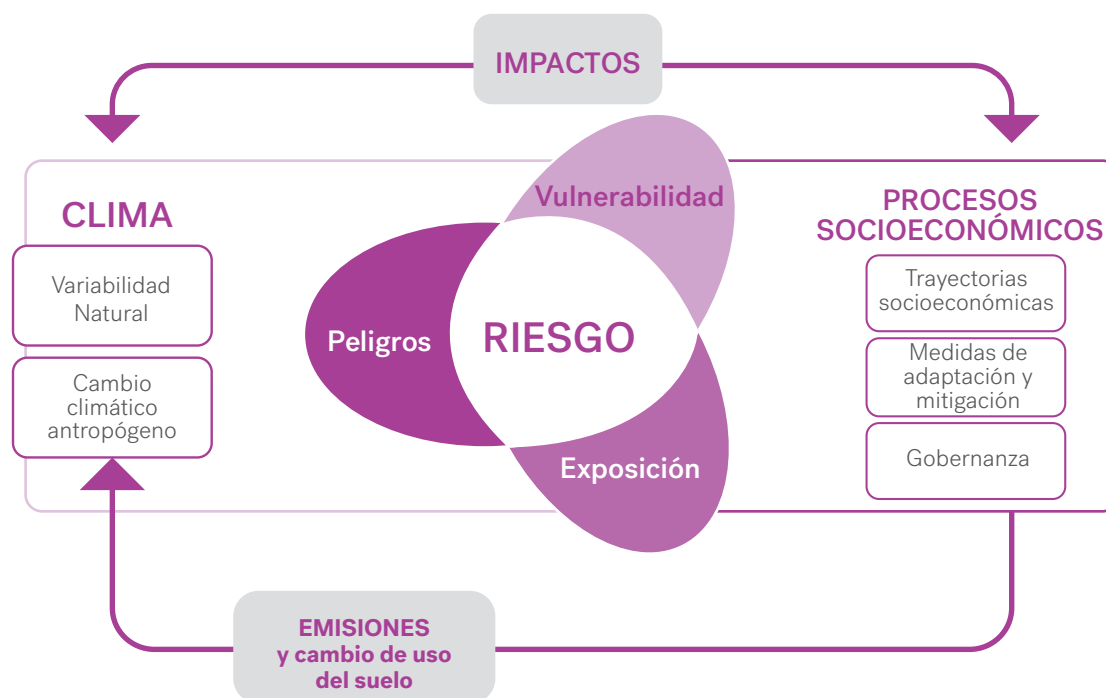 IMPACTOS
CLIMA
Variabilidad
Natural
Cambio
climático
antropógeno
Vulnerabilidad
Peligros
RIESGO
Exposición
PROCESOS
SOCIOECONÓMICOS
Trayectorias
socioeconómicas
Medidas de
adaptación y
mitigación
Gobernanza
EMISIONES
y cambio de uso
del suelo